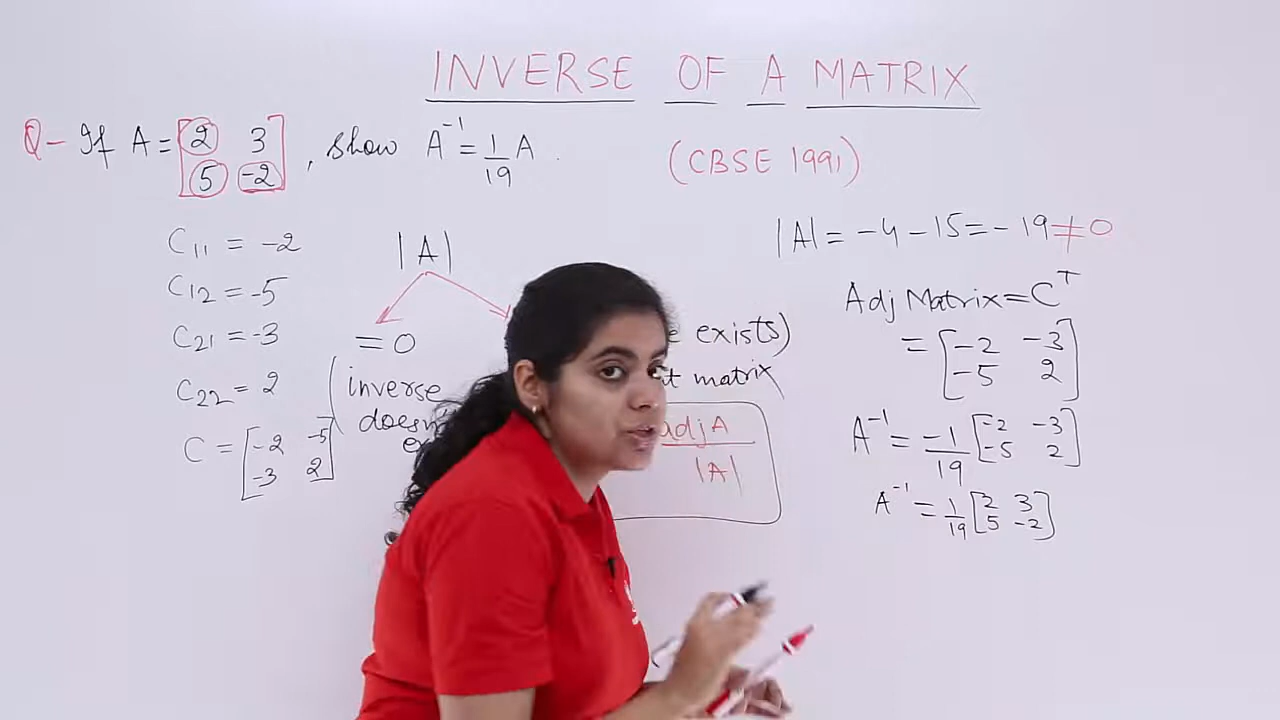 INVERSE OF A MATRIX
Q- If A = [2 3
5 -2] , show A⁻¹ = 1/19 A .
(CBSE 1991)
C₁₁ = -2
C₁₂ = -5
C₂₁ = -3
C₂₂ = 2
C = [-2 -5
-3 2]
|A|
= 0
(inverse
doesn
exists)
matrix
adj A
|A|
|A| = -4 - 15 = -19 ≠ 0
Adj Matrix = Cᵀ
= [-2 -3
-5 2]
A⁻¹ = -1/19 [-2 -3
-5 2]
A⁻¹ = 1/19 [2 3
5 -2]